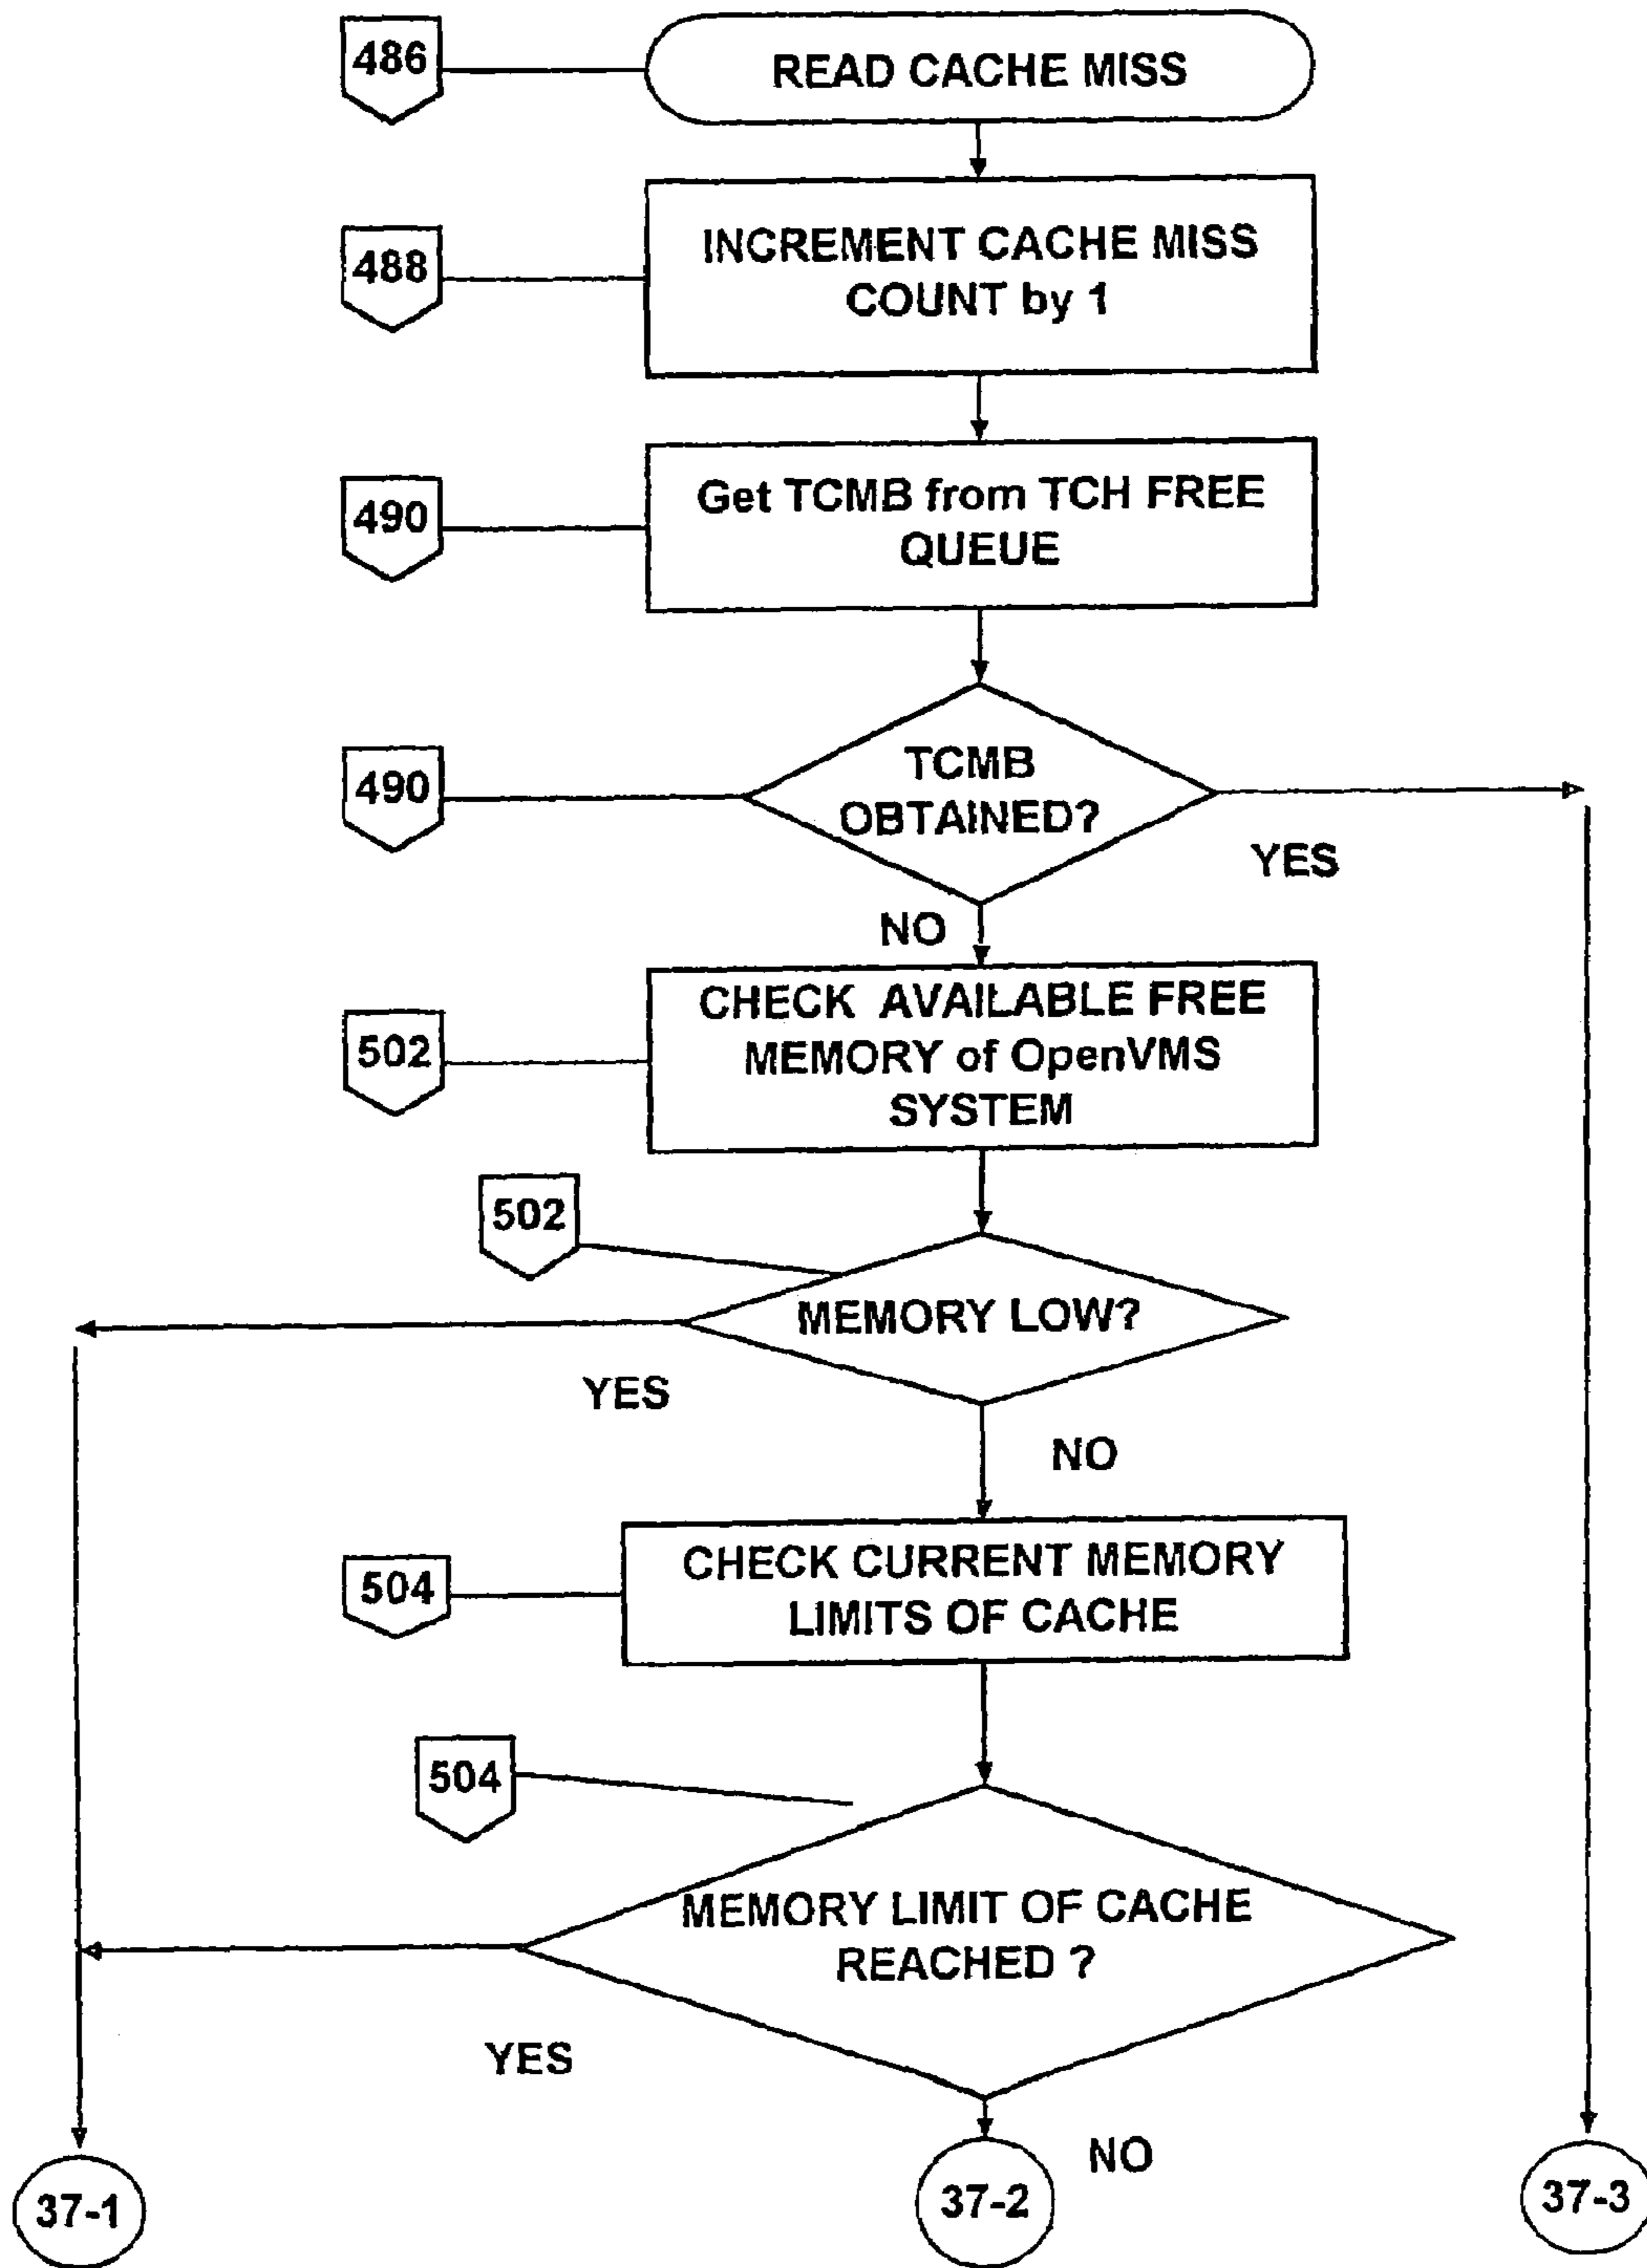 486
READ CACHE MISS
488
INCREMENT CACHE MISS
COUNT by 1
490
Get TCMB from TCH FREE
QUEUE
490
TCMB
OBTAINED?
YES
NO
502
CHECK AVAILABLE FREE
MEMORY of OpenVMS
SYSTEM
502
MEMORY LOW?
YES
NO
504
CHECK CURRENT MEMORY
LIMITS OF CACHE
504
MEMORY LIMIT OF CACHE
REACHED ?
YES
NO
37-1
37-2
37-3